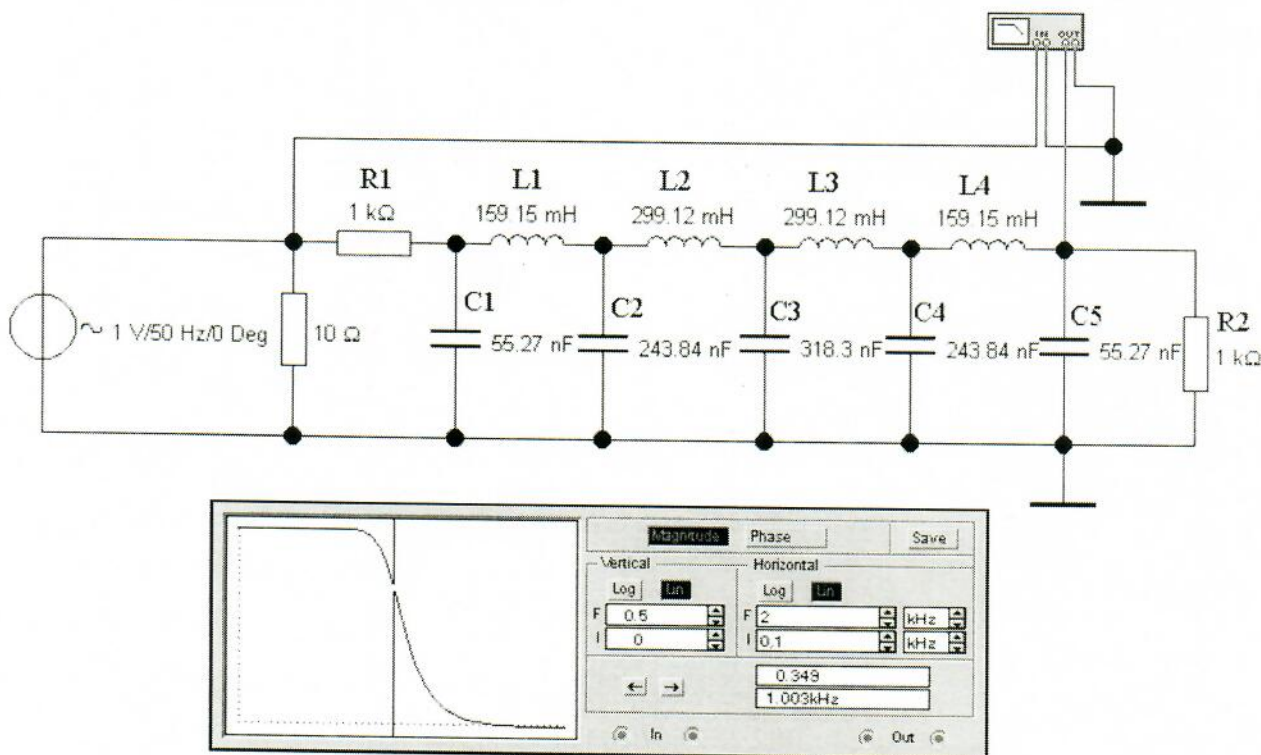 IN OUT
R1
1 kΩ
L1
159.15 mH
L2
299.12 mH
L3
299.12 mH
L4
159.15 mH
1 V/50 Hz/0 Deg
10 Ω
C1
55.27 nF
C2
243.84 nF
C3
318.3 nF
C4
243.84 nF
C5
55.27 nF
R2
1 kΩ
Magnitude Phase Save
Vertical Horizontal
Log Lin Log Lin
F 0.5 F 2 kHz
I 0 I 0.1 kHz
← → 0.349
1.003kHz
In Out